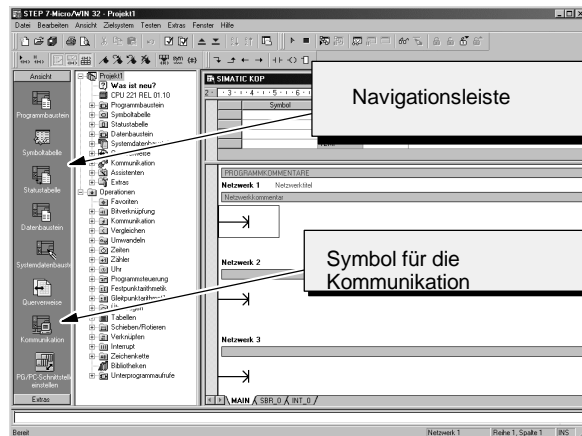 STEP 7-Micro/WIN 32 - Projekt1
Datei Bearbeiten Ansicht Zielsystem Testen Extras Fenster Hilfe
Ansicht
Programmbaustein
Symboltabelle
Statustabelle
Datenbaustein
Systemdatenbaust
Querverweise
Kommunikation
PG/PC-Schnittstelle
einstellen
Extras
Projekt1
Was ist neu?
CPU 221 REL 01.10
Programmbaustein
Symboltabelle
Statustabelle
Datenbaustein
Systemdatenbau
Kommunikation
Assistenten
Extras
Operationen
Favoriten
Bitverknüpfung
Kommunikation
Vergleichen
Umwandeln
Zeiten
Zähler
Uhr
Programmsteuerung
Festpunktarithmetik
Gleitpunktarithme
Tabellen
Schieben/Rotieren
Verknüpfen
Interrupt
Zeichenkette
Bibliotheken
Unterprogrammaufrufe
SIMATIC KOP
Symbol
Navigationsleiste
PROGRAMMKOMMENTARE
Netzwerk 1 Netzwerktitel
Netzwerkkommentar
Netzwerk 2
Symbol für die
Kommunikation
Netzwerk 3
MAIN SBR_0 INT_0
Bereit
Netzwerk 1 Reihe 1, Spalte 1 INS